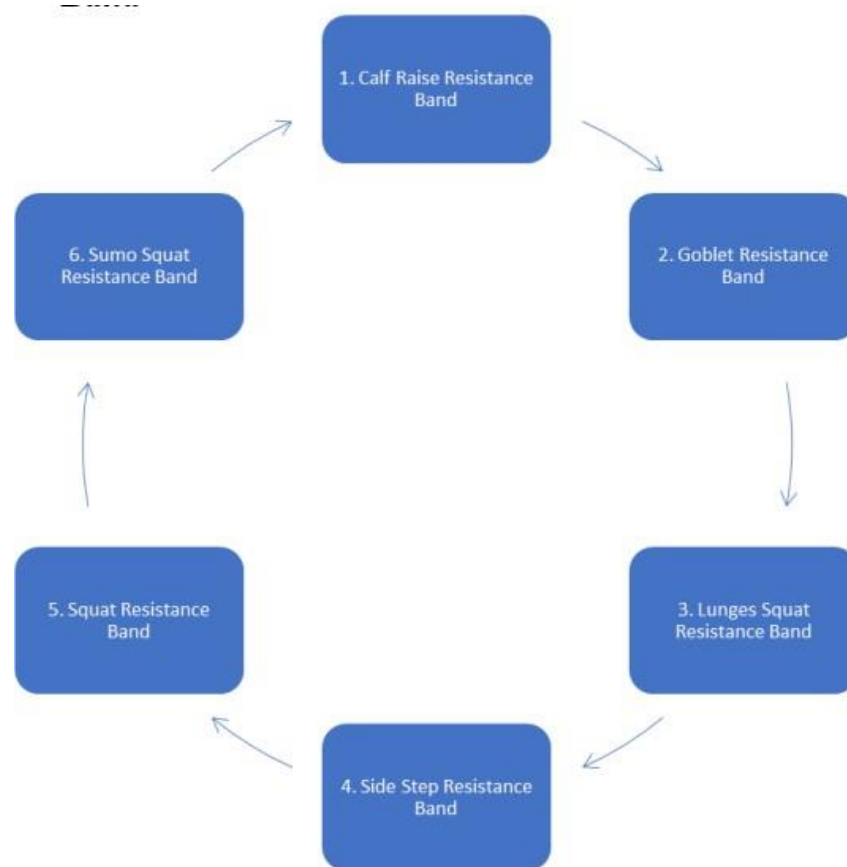 1. Calf Raise Resistance
Band
2. Goblet Resistance
Band
3. Lunges Squat
Resistance Band
4. Side Step Resistance
Band
5. Squat Resistance
Band
6. Sumo Squat
Resistance Band